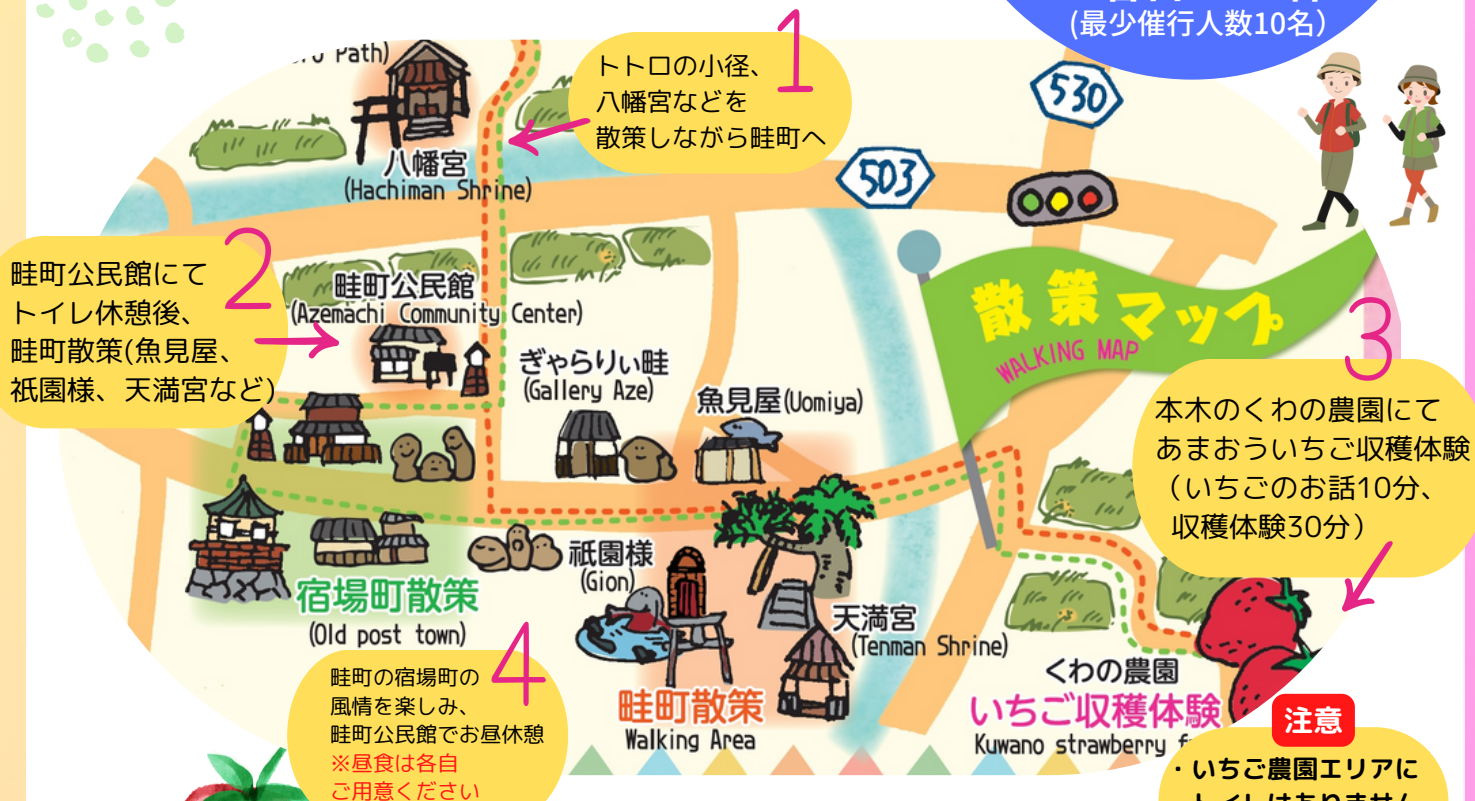 (最少催行人数10名）
Path)
1
トトロの小径、
八幡宮などを
散策しながら畦町へ
530
503
八幡宮
(Hachiman Shrine)
2
畦町公民館にて
トイレ休憩後、
畦町散策(魚見屋、
祇園様、天満宮など)
畦町公民館
(Azemachi Community Center)
散策マップ
WALKING MAP
ぎゃらりぃ畦
(Gallery Aze)
魚見屋(Uomiya)
3
本木のくわの農園にて
あまおういちご収穫体験
（いちごのお話10分、
収穫体験30分）
祇園様
(Gion)
宿場町散策
(Old post town)
天満宮
(Tenman Shrine)
4
畦町の宿場町の
風情を楽しみ、
畦町公民館でお昼休憩
※昼食は各自
ご用意ください
畦町散策
Walking Area
くわの農園
いちご収穫体験
Kuwano strawberry
注意
・いちご農園エリアに
トイレはありません